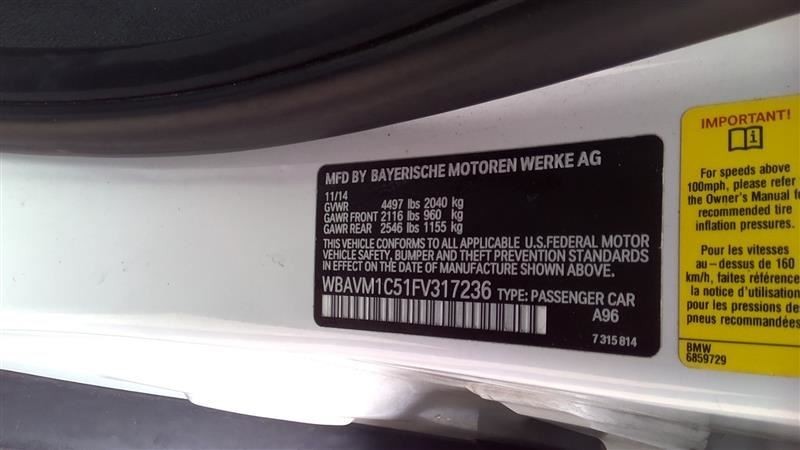 MFD BY BAYERISCHE MOTOREN WERKE AG
11/14
GVWR 4497 lbs 2040 kg
GAWR FRONT 2116 lbs 960 kg
GAWR REAR 2546 lbs 1155 kg
THIS VEHICLE CONFORMS TO ALL APPLICABLE U.S.FEDERAL MOTOR
VEHICLE SAFETY, BUMPER AND THEFT PREVENTION STANDARDS
IN EFFECT ON THE DATE OF MANUFACTURE SHOWN ABOVE.
WBAVM1C51FV317236 TYPE: PASSENGER CAR
A96
7 315 814
IMPORTANT!
For speeds above
100mph, please refer
the Owner's Manual fo
recommended tire
inflation pressures.
Pour les vitesses
au-dessus de 160
km/h, faites référence
la notice d'utilisation
pour les pressions de
pneus recommandées
BMW
6859729